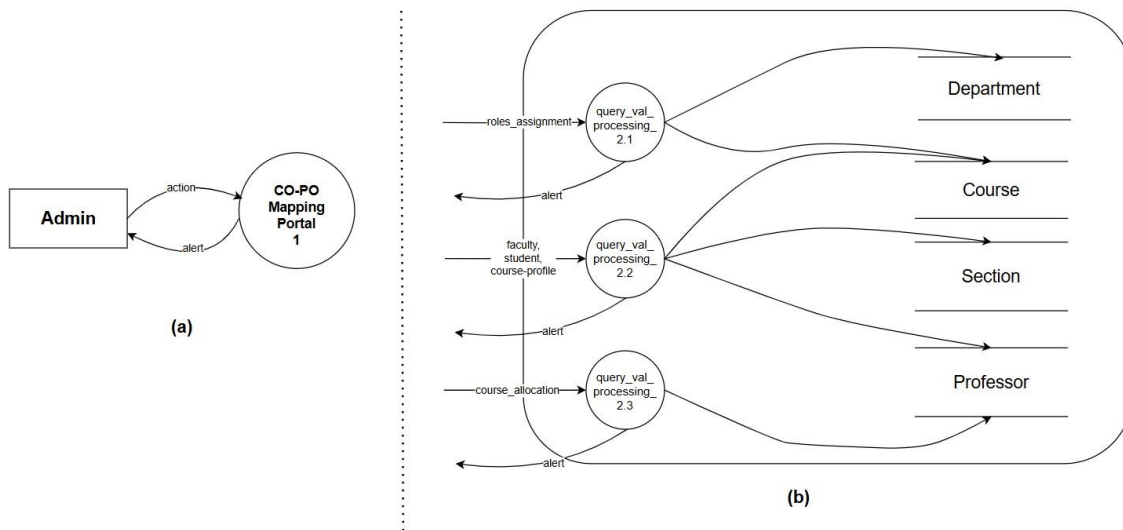 Admin
action
alert
CO-PO
Mapping
Portal
1
(a)
roles_assignment
query_val_
processing_
2.1
alert
faculty,
student,
course-profile
query_val_
processing_
2.2
alert
course_allocation
query_val_
processing_
2.3
alert
Department
Course
Section
Professor
(b)